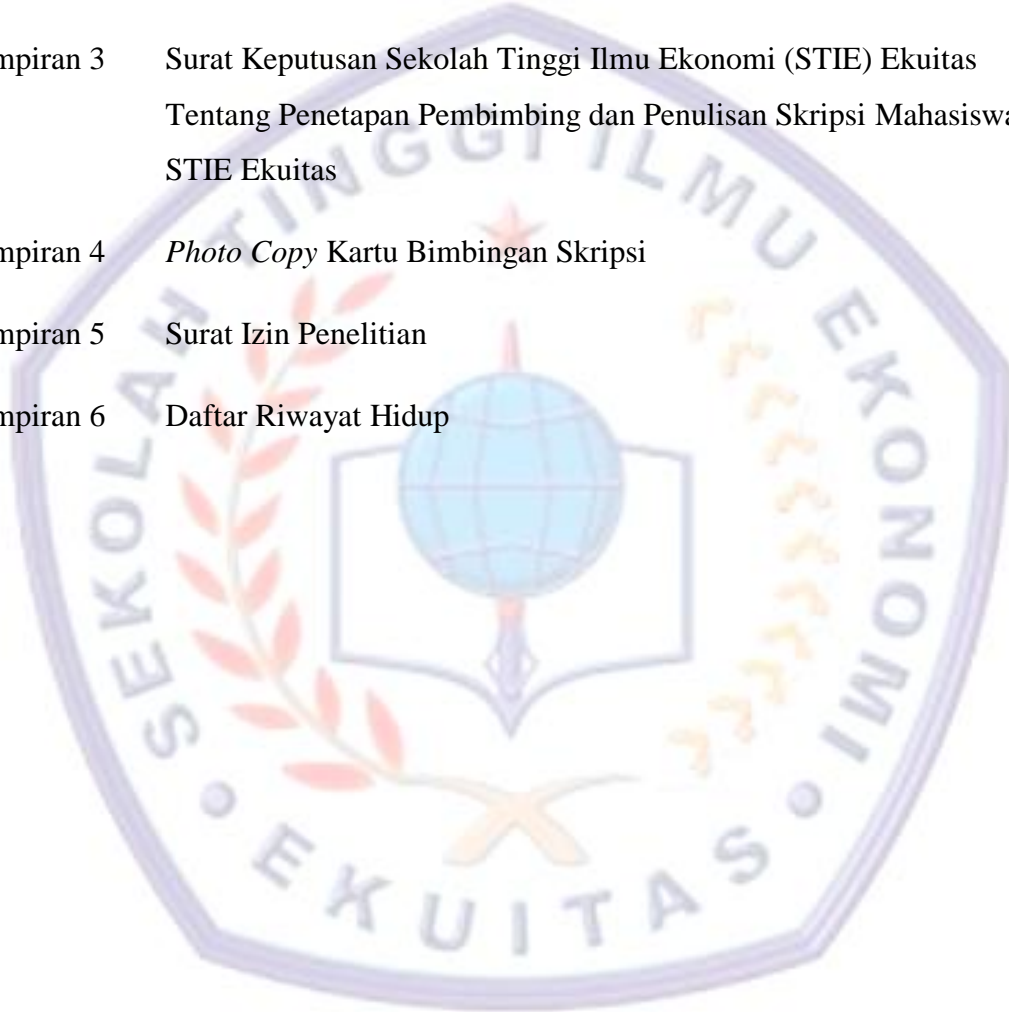 mpiran 3 Surat Keputusan Sekolah Tinggi Ilmu Ekonomi (STIE) Ekuitas
Tentang Penetapan Pembimbing dan Penulisan Skripsi Mahasiswa
STIE Ekuitas
mpiran 4 Photo Copy Kartu Bimbingan Skripsi
mpiran 5 Surat Izin Penelitian
mpiran 6 Daftar Riwayat Hidup
SEKOLAH TINGGI ILMU EKONOMI
EKUITAS